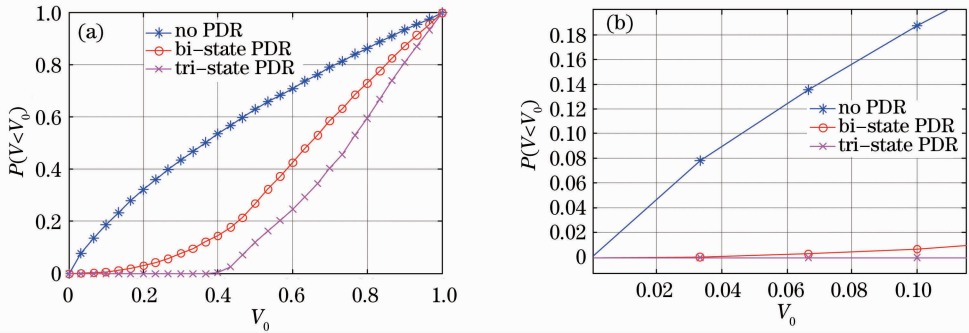 (a)
no PDR
bi-state PDR
tri-state PDR
P(V<V₀)
1.0
0.8
0.6
0.4
0.2
0
0 0.2 0.4 0.6 0.8 1.0
V₀
(b)
no PDR
bi-state PDR
tri-state PDR
P(V<V₀)
0.20
0.18
0.16
0.14
0.12
0.10
0.08
0.06
0.04
0.02
0
0.02 0.04 0.06 0.08 0.10
V₀